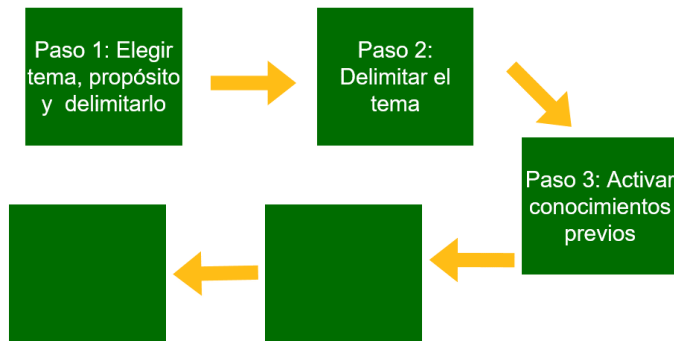 Paso 1: Elegir
tema, propósito
y delimitarlo
Paso 2:
Delimitar el
tema
Paso 3: Activar
conocimientos
previos